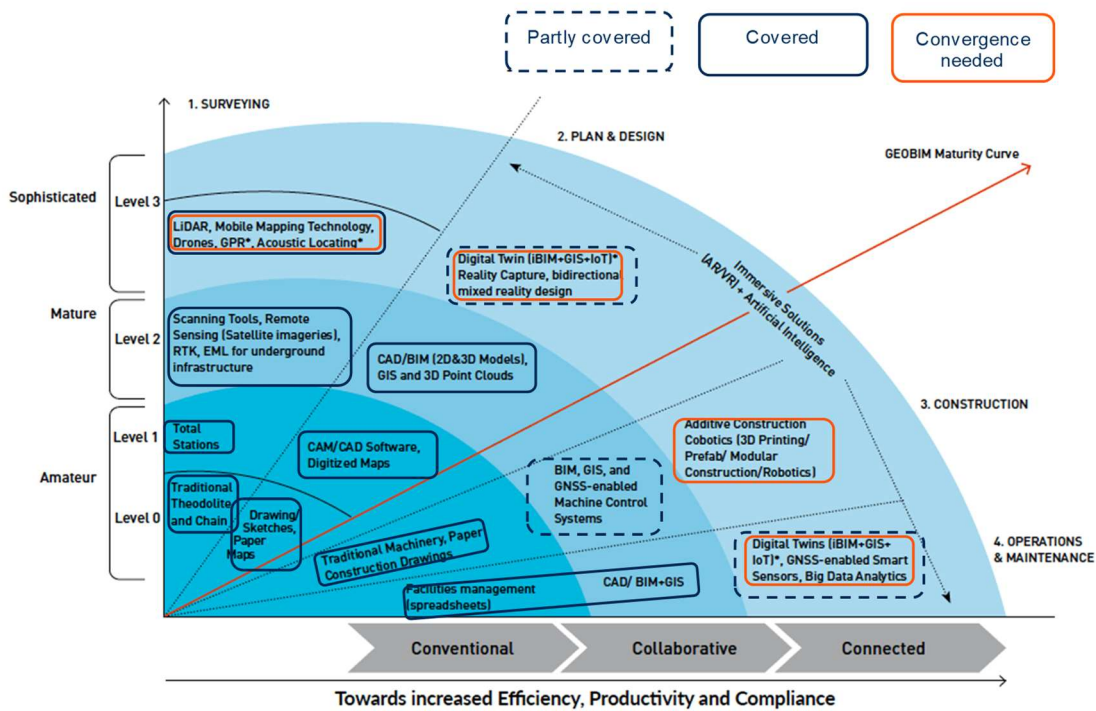 Partly covered
Covered
Convergence
needed
1. SURVEYING
2. PLAN & DESIGN
GEOBIM Maturity Curve
Sophisticated
Level 3
LiDAR, Mobile Mapping Technology,
Drones, GPR*, Acoustic Locating*
Digital Twin (iBIM+GIS+IoT)*
Reality Capture, bidirectional
mixed reality design
Immersive Solutions
(AR/VR) + Artificial Intelligence
Mature
Level 2
Scanning Tools, Remote
Sensing (Satellite imageries),
RTK, EML for underground
infrastructure
CAD/BIM (2D&3D Models),
GIS and 3D Point Clouds
3. CONSTRUCTION
Level 1
Total
Stations
CAM/CAD Software,
Digitized Maps
Additive Construction
Cobotics (3D Printing/
Prefab/ Modular
Construction/Robotics)
Amateur
BIM, GIS, and
GNSS-enabled
Machine Control
Systems
Level 0
Traditional
Theodolite
and Chain
Drawing/
Sketches,
Paper
Maps
Traditional Machinery, Paper
Construction Drawings
4. OPERATIONS
& MAINTENANCE
Digital Twins (iBIM+GIS+
IoT)*, GNSS-enabled Smart
Sensors, Big Data Analytics
Facilities management
(spreadsheets)
CAD/ BIM+GIS
Conventional
Collaborative
Connected
Towards increased Efficiency, Productivity and Compliance